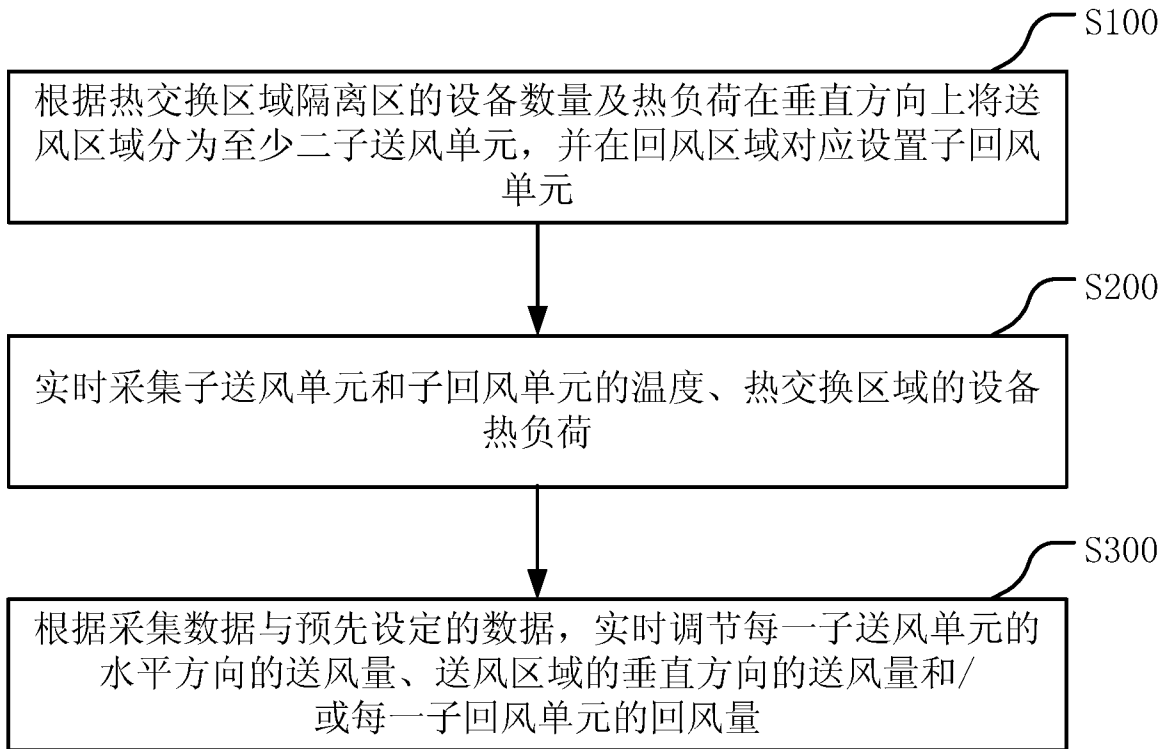 S100
根据热交换区域隔离区的设备数量及热负荷在垂直方向上将送
风区域分为至少二子送风单元，并在回风区域对应设置子回风
单元
S200
实时采集子送风单元和子回风单元的温度、热交换区域的设备
热负荷
S300
根据采集数据与预先设定的数据，实时调节每一子送风单元的
水平方向的送风量、送风区域的垂直方向的送风量和/
或每一子回风单元的回风量